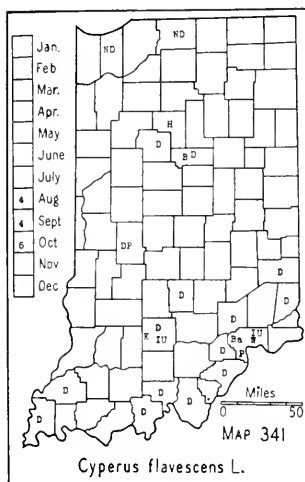 Jan.
Feb
Mar.
Apr.
May
June
July
4 Aug
4 Sept
6 Oct
Nov
Dec
ND ND
H
D
B D
DP
D
D
D
D
D
K IU
Ba IU
W
D P
D
D
D
D
D
D
Miles
0 50
MAP 341
Cyperus flavescens L.